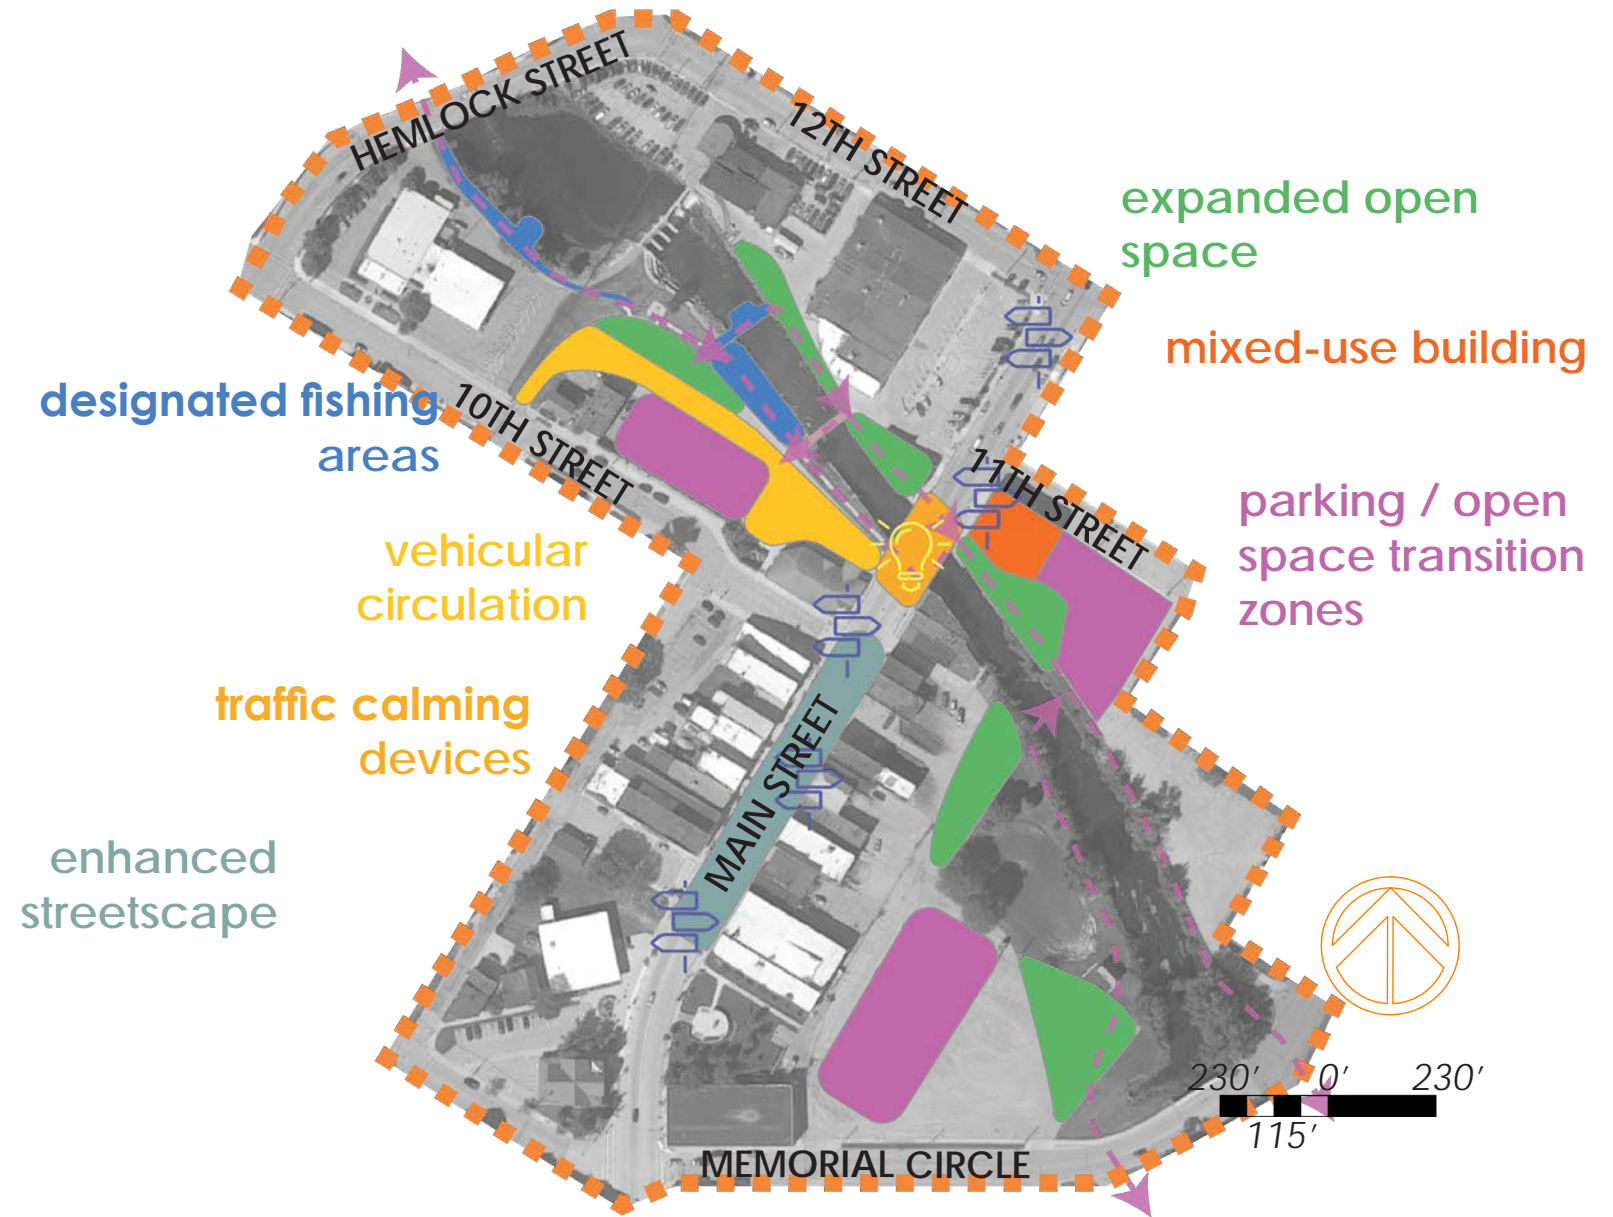 HEMLOCK STREET
12TH STREET
expanded open
space
mixed-use building
designated fishing
areas
10TH STREET
11TH STREET
parking / open
space transition
zones
vehicular
circulation
traffic calming
devices
MAIN STREET
enhanced
streetscape
230’ 0’ 230’
115’
MEMORIAL CIRCLE